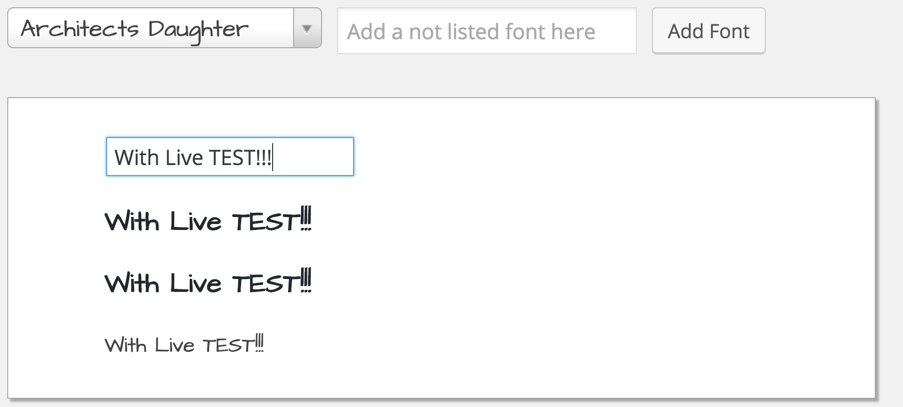 Architects Daughter
Add a not listed font here
Add Font
With Live TEST!!!
With Live TEST!!!
With Live TEST!!!
With Live TEST!!!